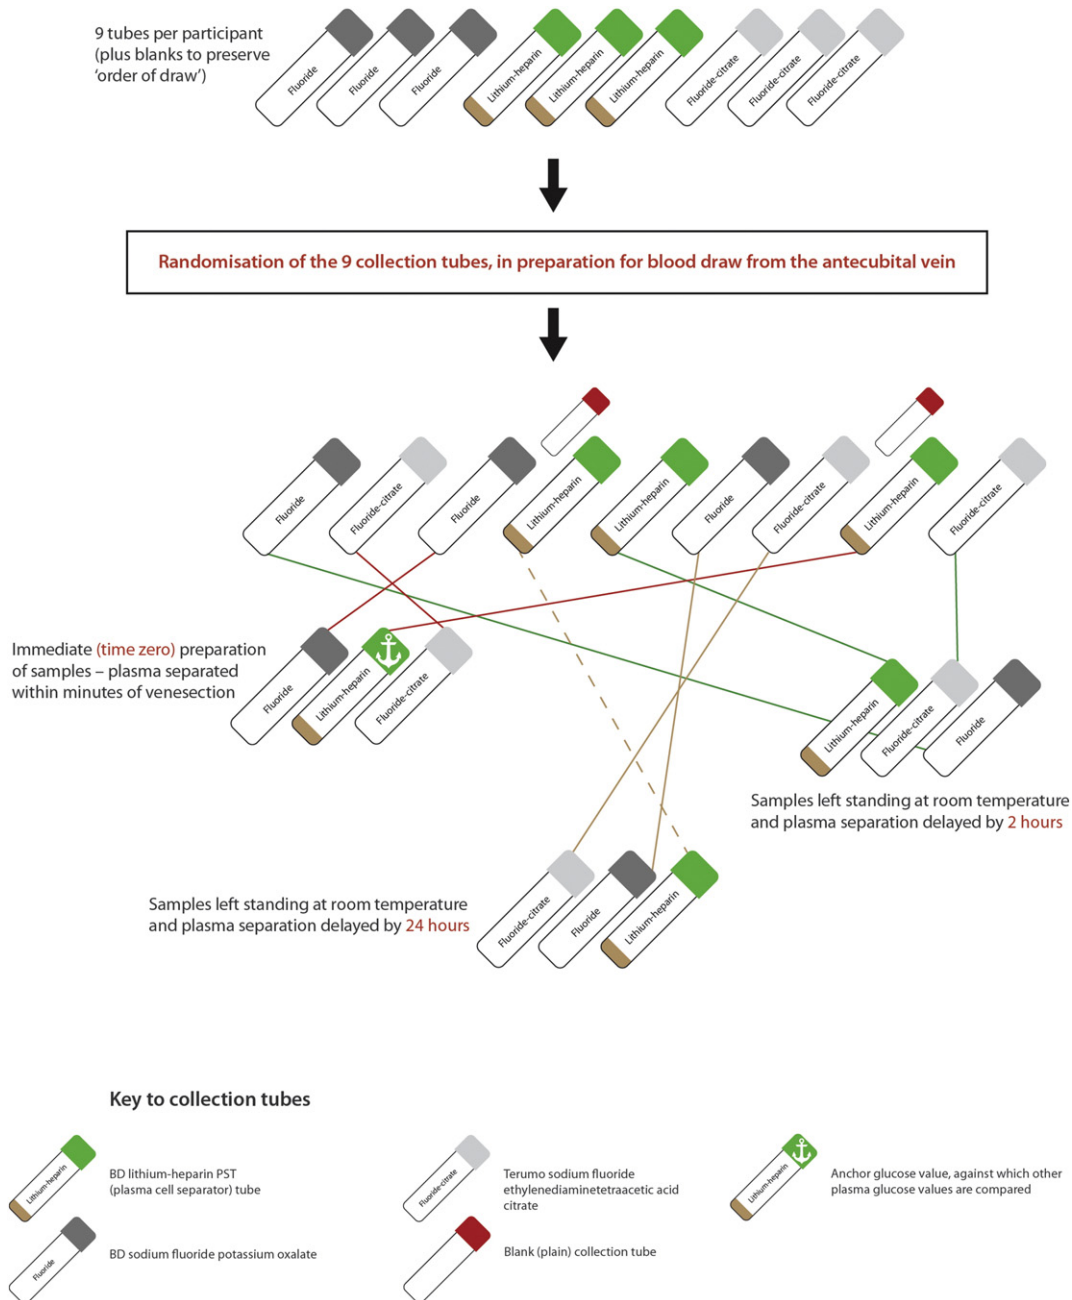 9 tubes per participant
(plus blanks to preserve
‘order of draw’)
Fluoride
Fluoride
Fluoride
Lithium-heparin
Lithium-heparin
Lithium-heparin
Fluoride-citrate
Fluoride-citrate
Fluoride-citrate
Randomisation of the 9 collection tubes, in preparation for blood draw from the antecubital vein
Fluoride
Fluoride-citrate
Fluoride
Lithium-heparin
Lithium-heparin
Fluoride
Fluoride-citrate
Lithium-heparin
Fluoride-citrate
Immediate (time zero) preparation
of samples – plasma separated
within minutes of venesection
Fluoride
Lithium-heparin
Fluoride-citrate
Lithium-heparin
Fluoride-citrate
Fluoride
Samples left standing at room temperature
and plasma separation delayed by 2 hours
Samples left standing at room temperature
and plasma separation delayed by 24 hours
Fluoride-citrate
Fluoride
Lithium-heparin
Key to collection tubes
Lithium-heparin
BD lithium-heparin PST
(plasma cell separator) tube
Fluoride-citrate
Terumo sodium fluoride
ethylenediaminetetraacetic acid
citrate
Lithium-heparin
Anchor glucose value, against which other
plasma glucose values are compared
Fluoride
BD sodium fluoride potassium oxalate
Blank (plain) collection tube